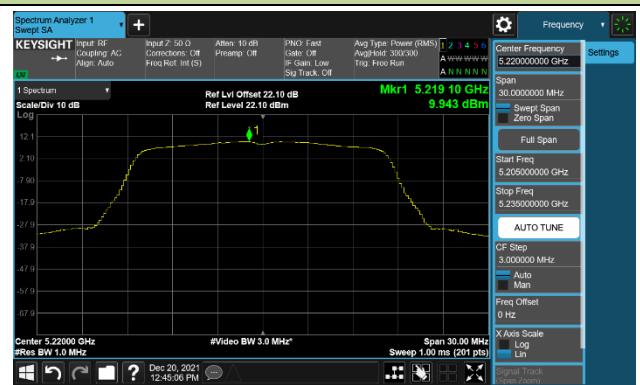 Spectrum Analyzer 1
Swept SA
Frequency
KEYSIGHT
Input: RF
Coupling: AC
Align: Auto
Input Z: 50 Ω
Corrections: Off
Freq Ref: Int (S)
Atten: 10 dB
Preamp: Off
PNO: Fast
Gate: Off
IF Gain: Low
Sig Track: Off
Avg Type: Power (RMS)
Avg|Hold: 300/300
Trig: Free Run
1 2 3 4 5 6
A W W W W W
A N N N N N
1 Spectrum
Scale/Div 10 dB
Log
Ref Lvl Offset 22.10 dB
Ref Level 22.10 dBm
Mkr1 5.219 10 GHz
9.943 dBm
1
12.1
2.10
-7.90
-17.9
-27.9
-37.9
-47.9
-57.9
-67.9
Center 5.22000 GHz
#Res BW 1.0 MHz
#Video BW 3.0 MHz*
Span 30.00 MHz
Sweep 1.00 ms (201 pts)
Center Frequency
5.220000000 GHz
Span
30.0000000 MHz
Swept Span
Zero Span
Full Span
Start Freq
5.205000000 GHz
Stop Freq
5.235000000 GHz
AUTO TUNE
CF Step
3.000000 MHz
Auto
Man
Freq Offset
0 Hz
X Axis Scale
Log
Lin
Signal Track
(Span Zoom)
Settings
Dec 20, 2021
12:45:06 PM